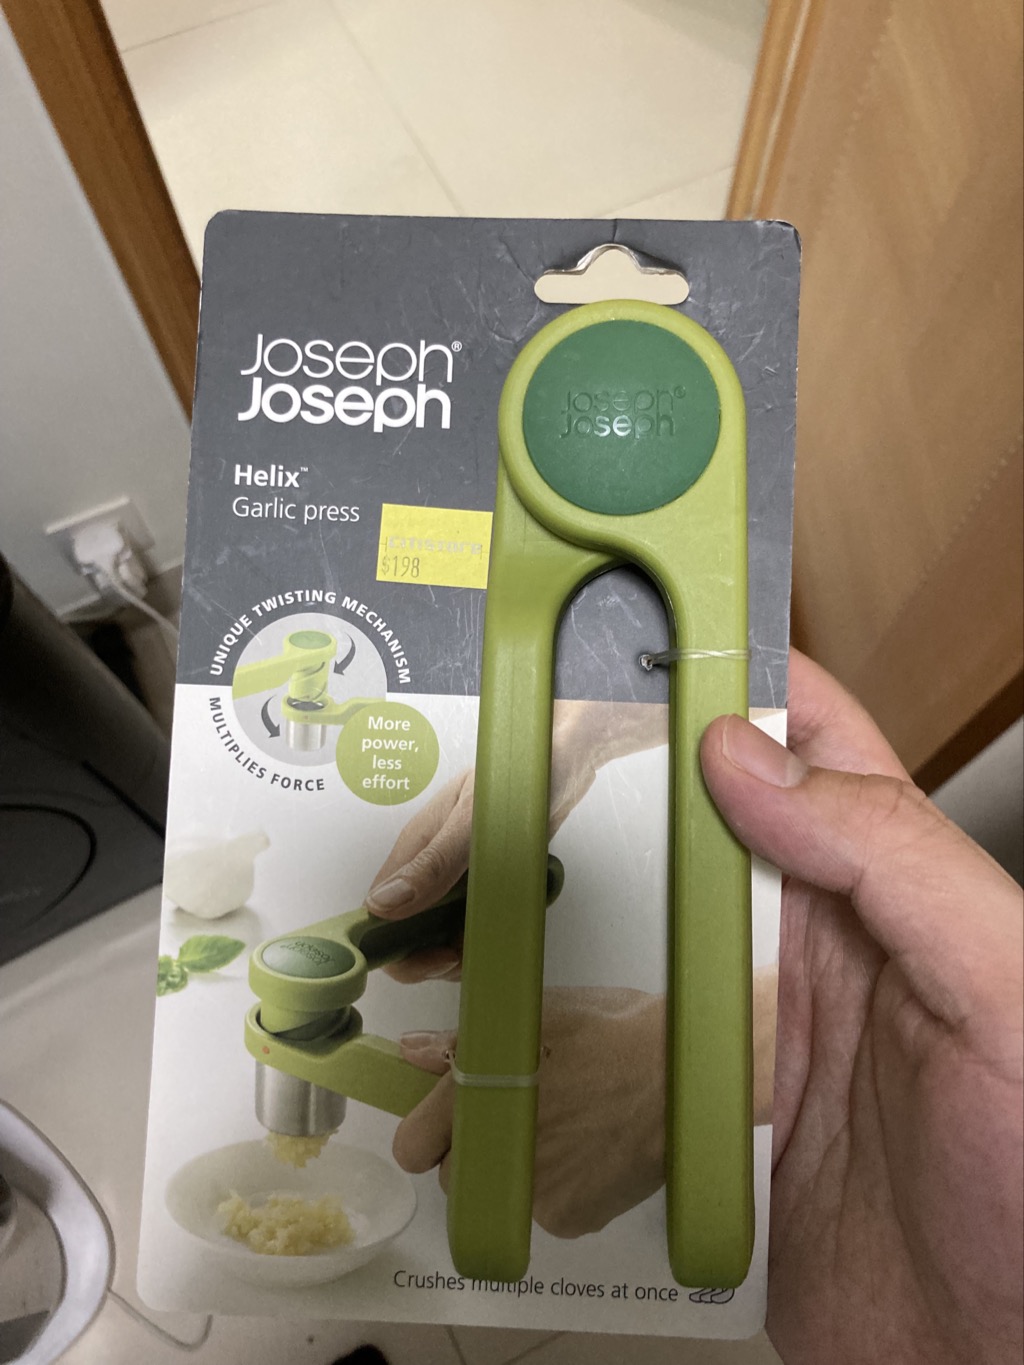 Joseph®
Joseph
Helix™
Garlic press
$198
UNIQUE TWISTING MECHANISM
MULTIPLIES FORCE
More
power,
less
effort
Joseph®
Joseph
Crushes multiple cloves at once